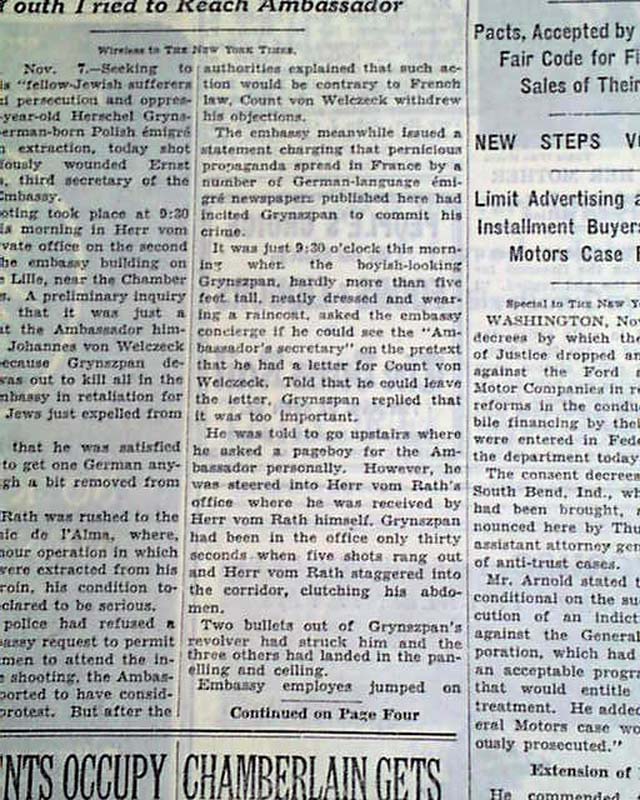 Youth Tried to Reach Ambassador
Wireless to THE NEW YORK TIMES.
Nov. 7.—Seeking to
"fellow-Jewish sufferers
persecution and oppres-
-year-old Herschel Gryns-
erman-born Polish émigré
extraction, today shot
iously wounded Ernst
third secretary of the
Embassy.
oting took place at 9:30
is morning in Herr vom
vate office on the second
he embassy building on
e Lille, near the Chamber
s. A preliminary inquiry
that it was just a
at the Ambassador him-
Johannes von Welczeck
because Grynszpan de-
was out to kill all in the
mbassy in retaliation for
Jews just expelled from
that he was satisfied
to get one German any-
gh a bit removed from
Rath was rushed to the
nic de l'Alma, where,
hour operation in which
were extracted from his
roin, his condition to-
eclared to be serious.
police had refused a
bassy request to permit
men to attend the in-
e shooting, the Ambas-
ported to have consid-
protest. But after the
authorities explained that such ac-
tion would be contrary to French
law, Count von Welczeck withdrew
his objections.
The embassy meanwhile issued a
statement charging that pernicious
propaganda spread in France by a
number of German-language émi-
gré newspapers published here had
incited Grynszpan to commit his
crime.
It was just 9:30 o'clock this morn-
ing when the boyish-looking
Grynszpan, hardly more than five
feet tall, neatly dressed and wear-
ing a raincoat, asked the embassy
concierge if he could see the "Am-
bassador's secretary" on the pretext
that he had a letter for Count von
Welczeck. Told that he could leave
the letter, Grynszpan replied that
it was too important.
He was told to go upstairs where
he asked a pageboy for the Am-
bassador personally. However, he
was steered into Herr vom Rath's
office where he was received by
Herr vom Rath himself. Grynszpan
had been in the office only thirty
seconds when five shots rang out
and Herr vom Rath staggered into
the corridor, clutching his abdo-
men.
Two bullets out of Grynszpan's
revolver had struck him and the
three others had landed in the pan-
elling and ceiling.
Embassy employes jumped on
Continued on Page Four
NTS OCCUPY
CHAMBERLAIN GETS
Pacts, Accepted by
Fair Code for Fi
Sales of Their
NEW STEPS V
Limit Advertising a
Installment Buyers
Motors Case
Special to THE NEW Y
WASHINGTON, Nov
decrees by which the
of Justice dropped an
against the Ford a
Motor Companies in re
reforms in the conduc
bile financing by their
were entered in Fede
the department today
The consent decrees
South Bend, Ind., wh
had been brought,
nounced here by Thu
assistant attorney gen
of anti-trust cases.
Mr. Arnold stated t
conditional on the su
cution of an indict
against the General
poration, which had
an acceptable progra
that would entitle
treatment. He added
eral Motors case wo
ously prosecuted."
Extension of
He commended